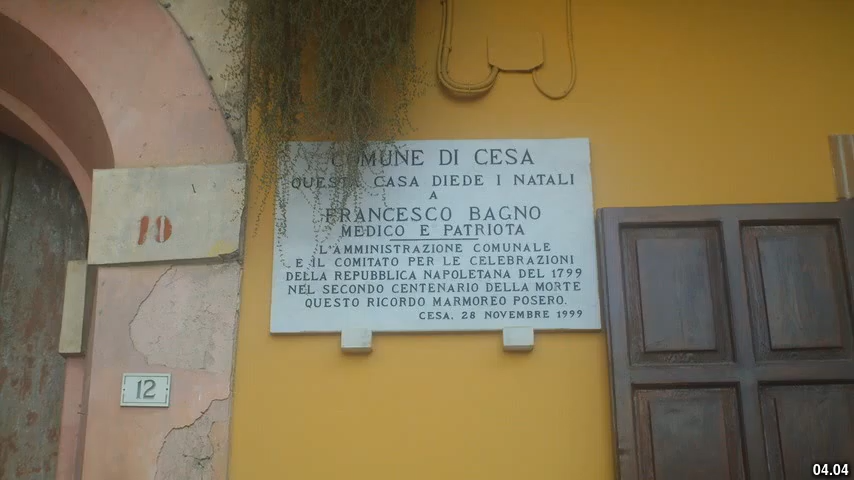 COMUNE DI CESA
QUESTA CASA DIEDE I NATALI
A
FRANCESCO BAGNO
MEDICO E PATRIOTA
L'AMMINISTRAZIONE COMUNALE
E IL COMITATO PER LE CELEBRAZIONI
DELLA REPUBBLICA NAPOLETANA DEL 1799
NEL SECONDO CENTENARIO DELLA MORTE
QUESTO RICORDO MARMOREO POSERO.
CESA, 28 NOVEMBRE 1999
10
12
04.04